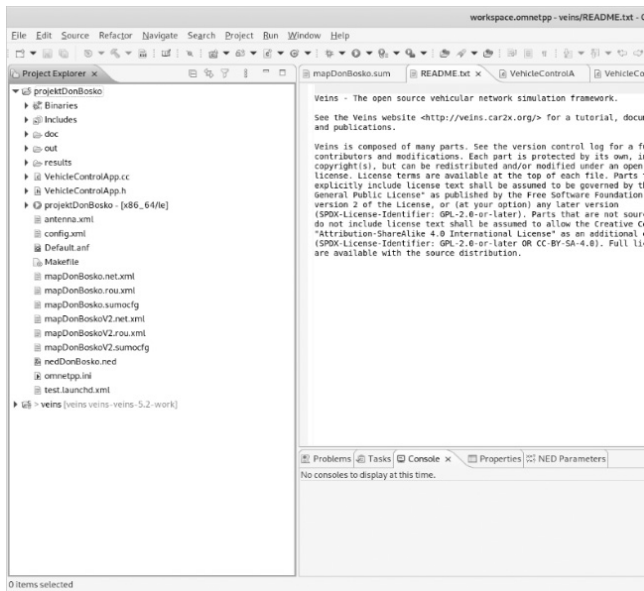 workspace.omnetpp - veins/README.txt -
File Edit Source Refactor Navigate Search Project Run Window Help
Project Explorer
projektDonBosko
Binaries
Includes
doc
out
results
VehicleControlApp.cc
VehicleControlApp.h
projektDonBosko - [x86_64/le]
antenna.xml
config.xml
Default.anf
Makefile
mapDonBosko.net.xml
mapDonBosko.rou.xml
mapDonBosko.sumocfg
mapDonBoskoV2.net.xml
mapDonBoskoV2.rou.xml
mapDonBoskoV2.sumocfg
nedDonBosko.ned
omnetpp.ini
test.launchd.xml
> veins [veins veins-veins-5.2-work]
0 items selected
mapDonBosko.sum README.txt VehicleControlA VehicleCo
Veins - The open source vehicular network simulation framework.
See the Veins website <http://veins.car2x.org/> for a tutorial, docu
and publications.
Veins is composed of many parts. See the version control log for a fu
contributors and modifications. Each part is protected by its own, in
copyright(s), but can be redistributed and/or modified under an open
license. License terms are available at the top of each file. Parts
explicitly include license text shall be assumed to be governed by th
General Public License" as published by the Free Software Foundation
version 2 of the License, or (at your option) any later version
(SPDX-License-Identifier: GPL-2.0-or-later). Parts that are not sourc
do not include license text shall be assumed to allow the Creative Co
"Attribution-ShareAlike 4.0 International License" as an additional
(SPDX-License-Identifier: GPL-2.0-or-later OR CC-BY-SA-4.0). Full lic
are available with the source distribution.
Problems Tasks Console Properties NED Parameters
No consoles to display at this time.